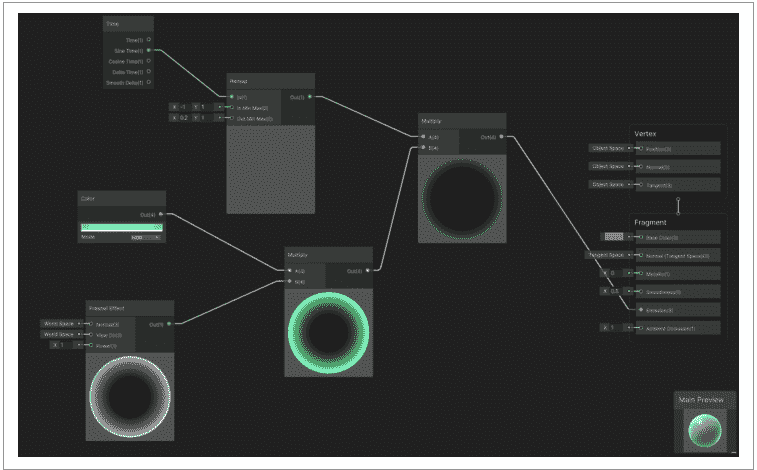 Time
Time(1)
Sine Time(1)
Cosine Time(1)
Delta Time(1)
Smooth Delta(1)
Remap
In(1)
Out(1)
X -1 Y 1
In Min Max(2)
X 0.2 Y 1
Out Min Max(2)
Multiply
A(4)
Out(4)
B(4)
Color
Out(4)
Mode
HDR
Multiply
A(4)
Out(4)
B(4)
Fresnel Effect
World Space
Normal(3)
Out(1)
World Space
View Dir(3)
X 1
Power(1)
Vertex
Object Space
Position(3)
Object Space
Normal(3)
Object Space
Tangent(3)
Fragment
Base Color(3)
Tangent Space
Normal (Tangent Space)(3)
X 0
Metallic(1)
X 0.5
Smoothness(1)
Emission(3)
X 1
Ambient Occlusion(1)
Main Preview